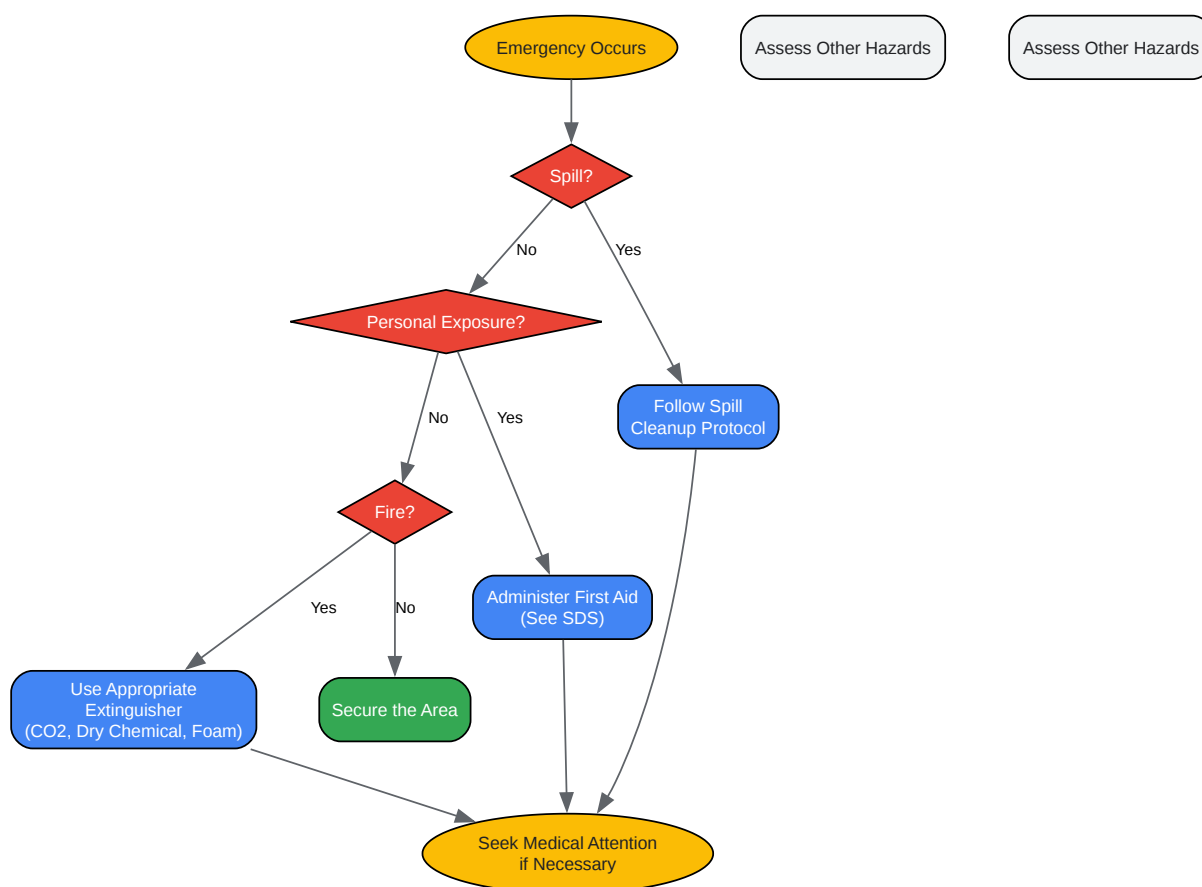 Emergency Occurs
Assess Other Hazards
Assess Other Hazards
Spill?
No
Yes
Personal Exposure?
Follow Spill
Cleanup Protocol
No
Yes
Fire?
Administer First Aid
(See SDS)
Yes
No
Use Appropriate
Extinguisher
(CO2, Dry Chemical, Foam)
Secure the Area
Seek Medical Attention
if Necessary